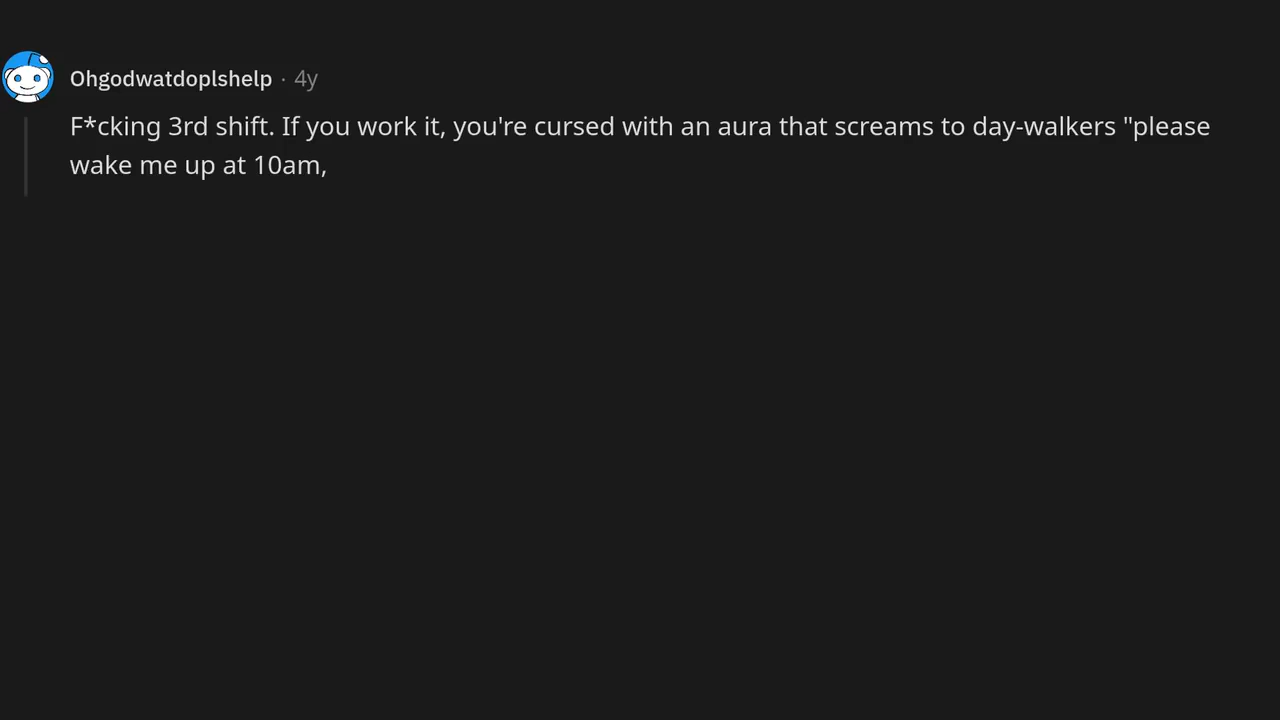 Ohgodwatdoplshelp · 4y
F*cking 3rd shift. If you work it, you're cursed with an aura that screams to day-walkers "please
wake me up at 10am,